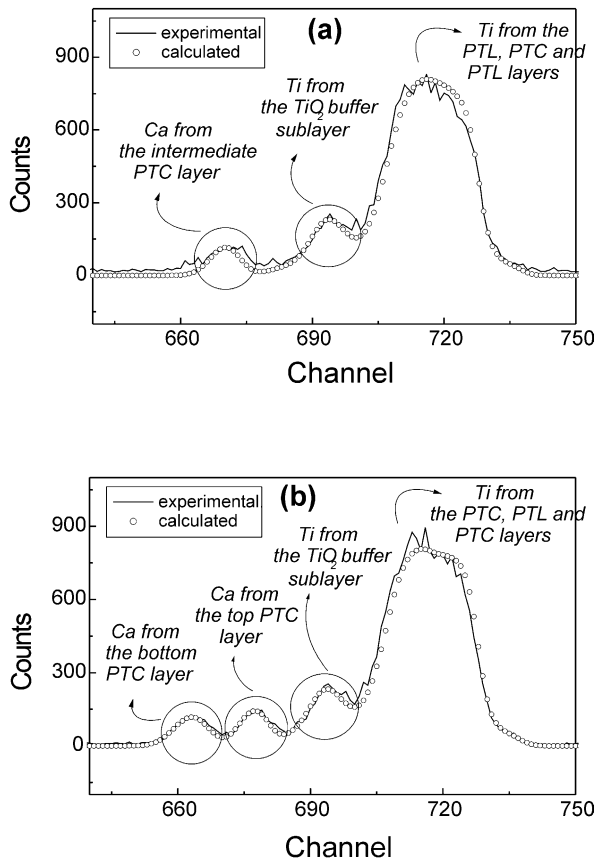 (a)
experimental
calculated
Ti from the
PTL, PTC and
PTL layers
Ti from
the TiO2 buffer
sublayer
Ca from
the intermediate
PTC layer
Counts
900
600
300
0
660
690
720
750
Channel
(b)
experimental
calculated
Ti from
the PTC, PTL and
PTC layers
Ti from
the TiO2 buffer
sublayer
Ca from
the top PTC
layer
Ca from
the bottom
PTC layer
Counts
900
600
300
0
660
690
720
750
Channel